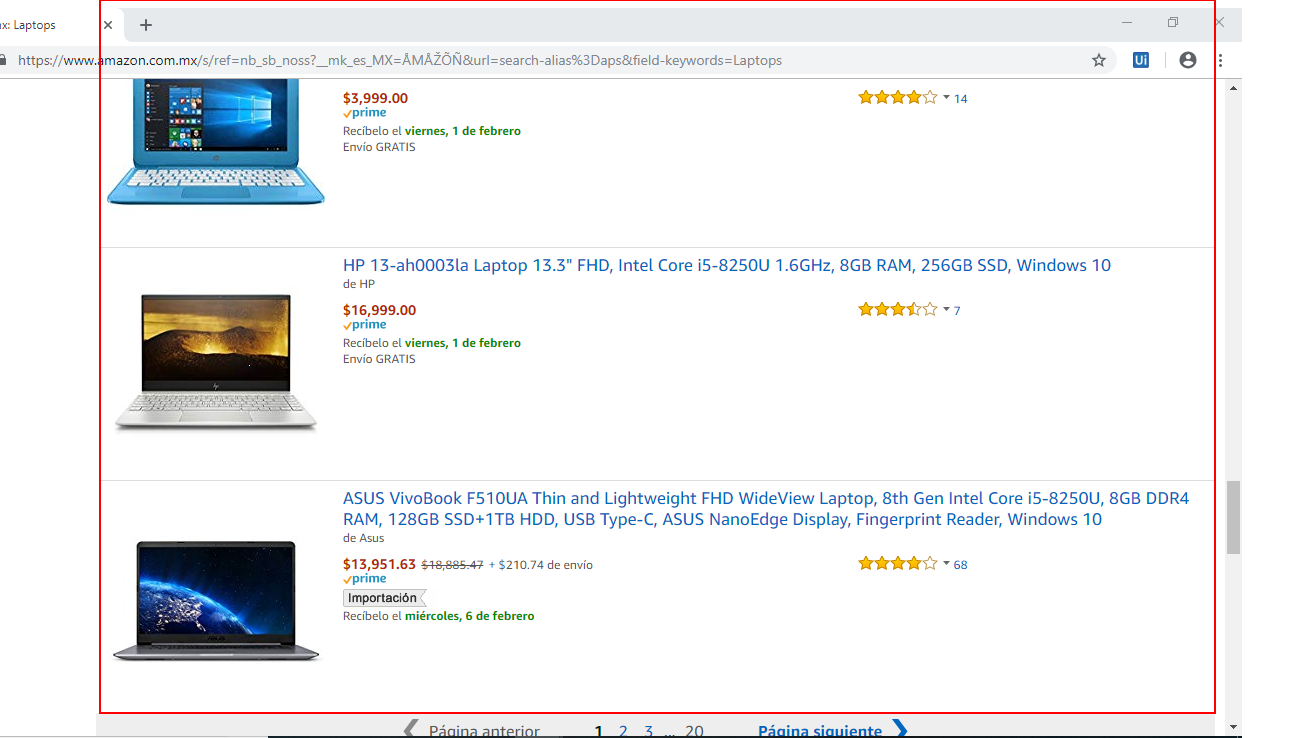 x: Laptops
https://www.amazon.com.mx/s/ref=nb_sb_noss?__mk_es_MX=ÅMÅŽÕÑ&url=search-alias%3Daps&field-keywords=Laptops
Ui
$3,999.00
14
prime
Recíbelo el viernes, 1 de febrero
Envío GRATIS
HP 13-ah0003la Laptop 13.3" FHD, Intel Core i5-8250U 1.6GHz, 8GB RAM, 256GB SSD, Windows 10
de HP
$16,999.00
7
prime
Recíbelo el viernes, 1 de febrero
Envío GRATIS
ASUS VivoBook F510UA Thin and Lightweight FHD WideView Laptop, 8th Gen Intel Core i5-8250U, 8GB DDR4
RAM, 128GB SSD+1TB HDD, USB Type-C, ASUS NanoEdge Display, Fingerprint Reader, Windows 10
de Asus
$13,951.63 $18,885.47 + $210.74 de envío
68
prime
Importación
Recíbelo el miércoles, 6 de febrero
Página anterior 1 2 3 ... 20 Página siguiente